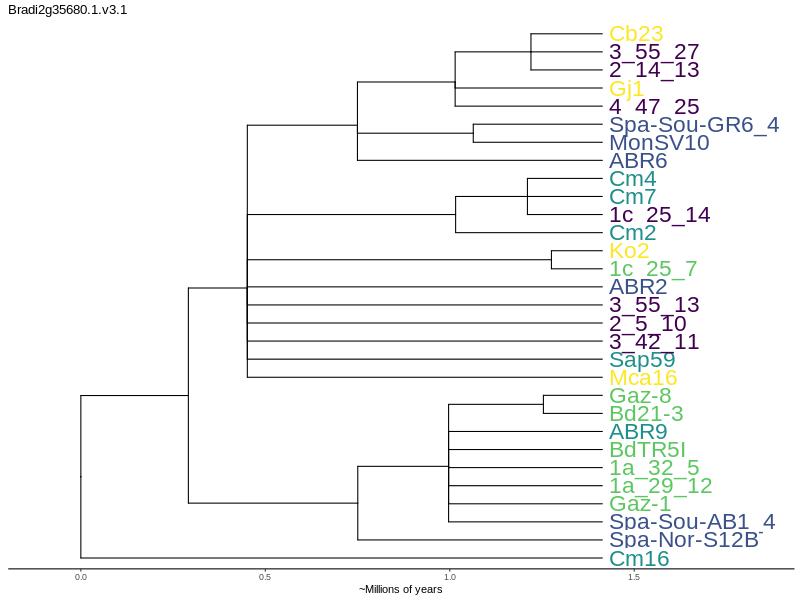 Bradi2g35680.1.v3.1
Cb23
3_55_27
2_14_13
Gj1
4_47_25
Spa-Sou-GR6_4
MonSV10
ABR6
Cm4
Cm7
1c_25_14
Cm2
Ko2
1c_25_7
ABR2
3_55_13
2_5_10
3_42_11
Sap59
Mca16
Gaz-8
Bd21-3
ABR9
BdTR5I
1a_32_5
1a_29_12
Gaz-1
Spa-Sou-AB1_4
Spa-Nor-S12B
Cm16
0.0 0.5 1.0 1.5
~Millions of years